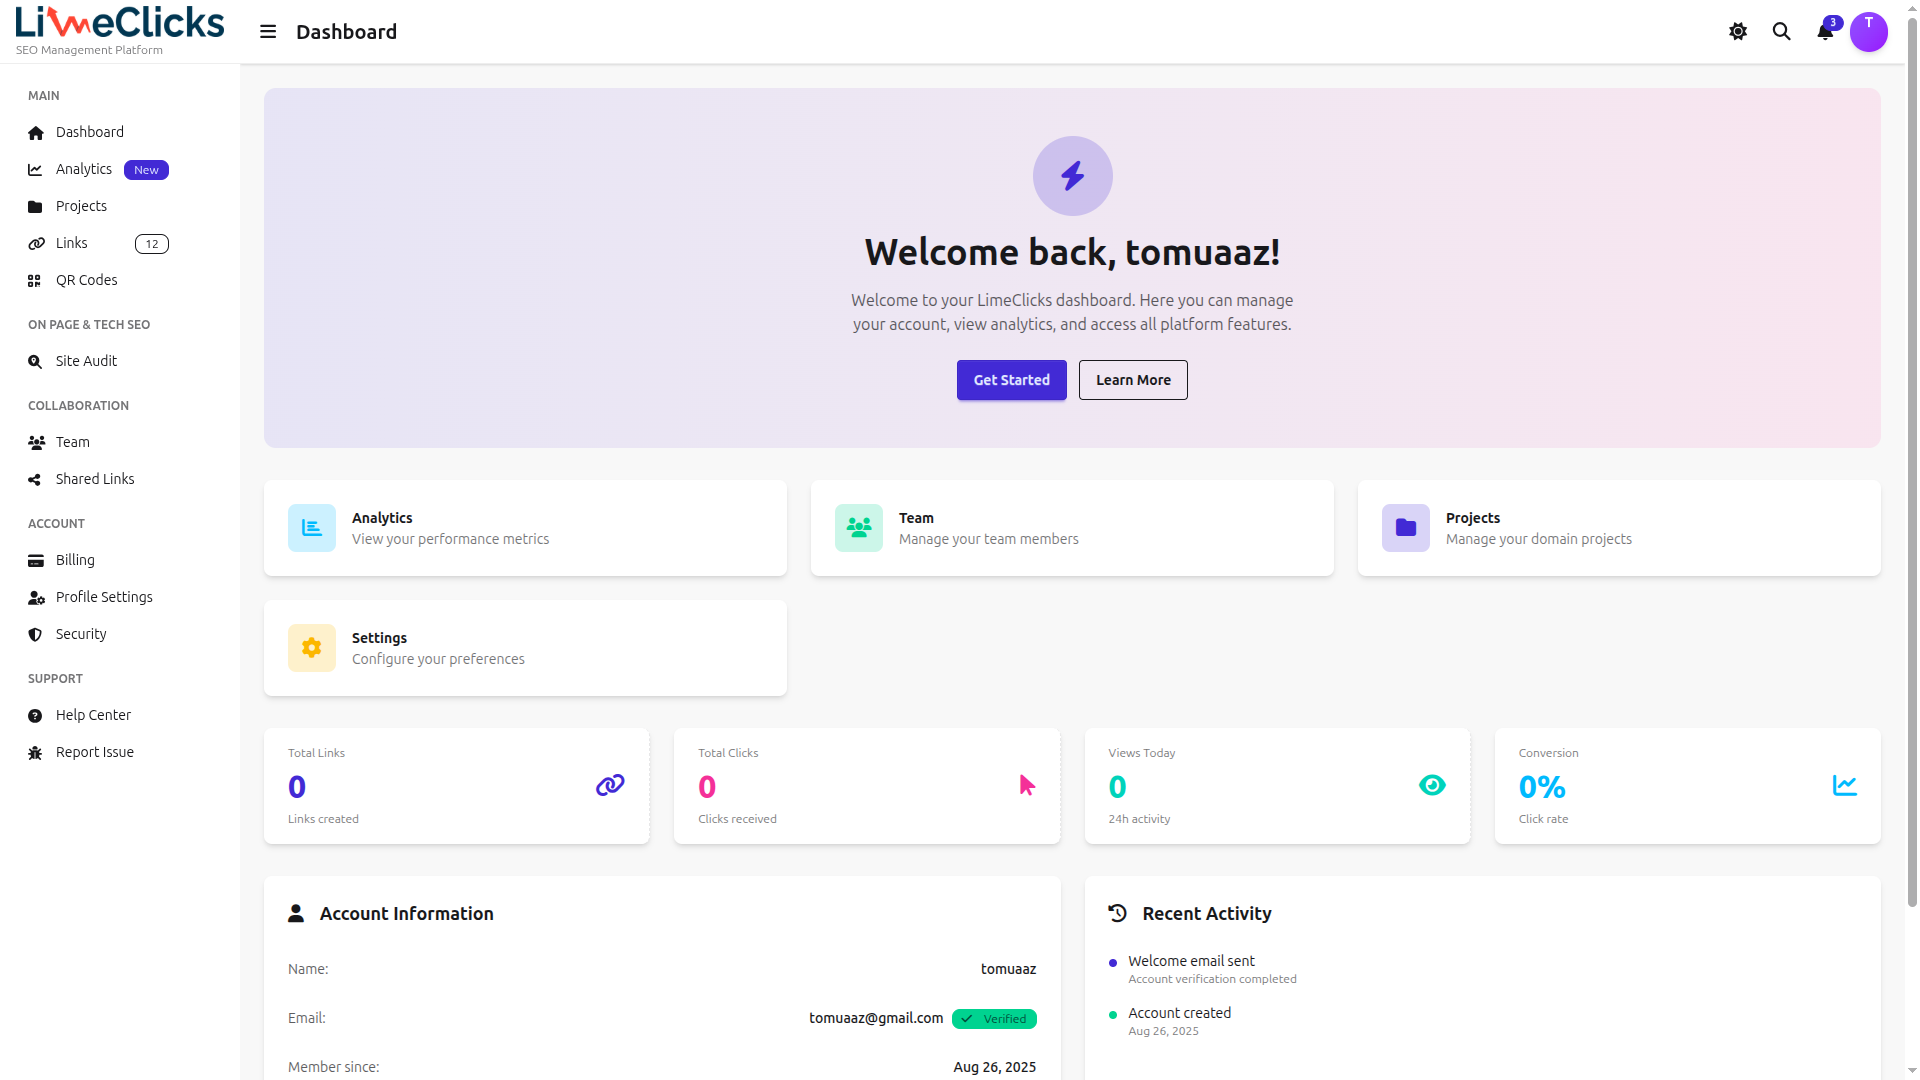 LimeClicks
SEO Management Platform
Dashboard
3
T
MAIN
Dashboard
Analytics New
Projects
Links 12
QR Codes
ON PAGE & TECH SEO
Site Audit
COLLABORATION
Team
Shared Links
ACCOUNT
Billing
Profile Settings
Security
SUPPORT
Help Center
Report Issue
Welcome back, tomuaaz!
Welcome to your LimeClicks dashboard. Here you can manage
your account, view analytics, and access all platform features.
Get Started
Learn More
Analytics
View your performance metrics
Team
Manage your team members
Projects
Manage your domain projects
Settings
Configure your preferences
Total Links
0
Links created
Total Clicks
0
Clicks received
Views Today
0
24h activity
Conversion
0%
Click rate
Account Information
Name: tomuaaz
Email: tomuaaz@gmail.com Verified
Member since: Aug 26, 2025
Recent Activity
Welcome email sent
Account verification completed
Account created
Aug 26, 2025